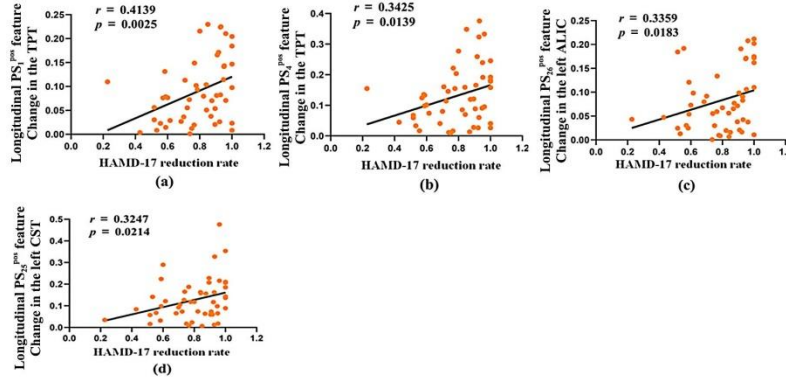 r = 0.4139
p = 0.0025
Longitudinal PS₁ᵖᵒˢ feature
Change in the TPT
0.25
0.20
0.15
0.10
0.05
0.00
0.0 0.2 0.4 0.6 0.8 1.0 1.2
HAMD-17 reduction rate
(a)
r = 0.3425
p = 0.0139
Longitudinal PS₄ᵖᵒˢ feature
Change in the TPT
0.4
0.3
0.2
0.1
0.0
0.0 0.2 0.4 0.6 0.8 1.0 1.2
HAMD-17 reduction rate
(b)
r = 0.3359
p = 0.0183
Longitudinal PS₂₆ᵖᵒˢ feature
Change in the left ALIC
0.25
0.20
0.15
0.10
0.05
0.00
0.0 0.2 0.4 0.6 0.8 1.0 1.2
HAMD-17 reduction rate
(c)
r = 0.3247
p = 0.0214
Longitudinal PS₂₅ᵖᵒˢ feature
Change in the left CST
0.5
0.4
0.3
0.2
0.1
0.0
0.0 0.2 0.4 0.6 0.8 1.0 1.2
HAMD-17 reduction rate
(d)